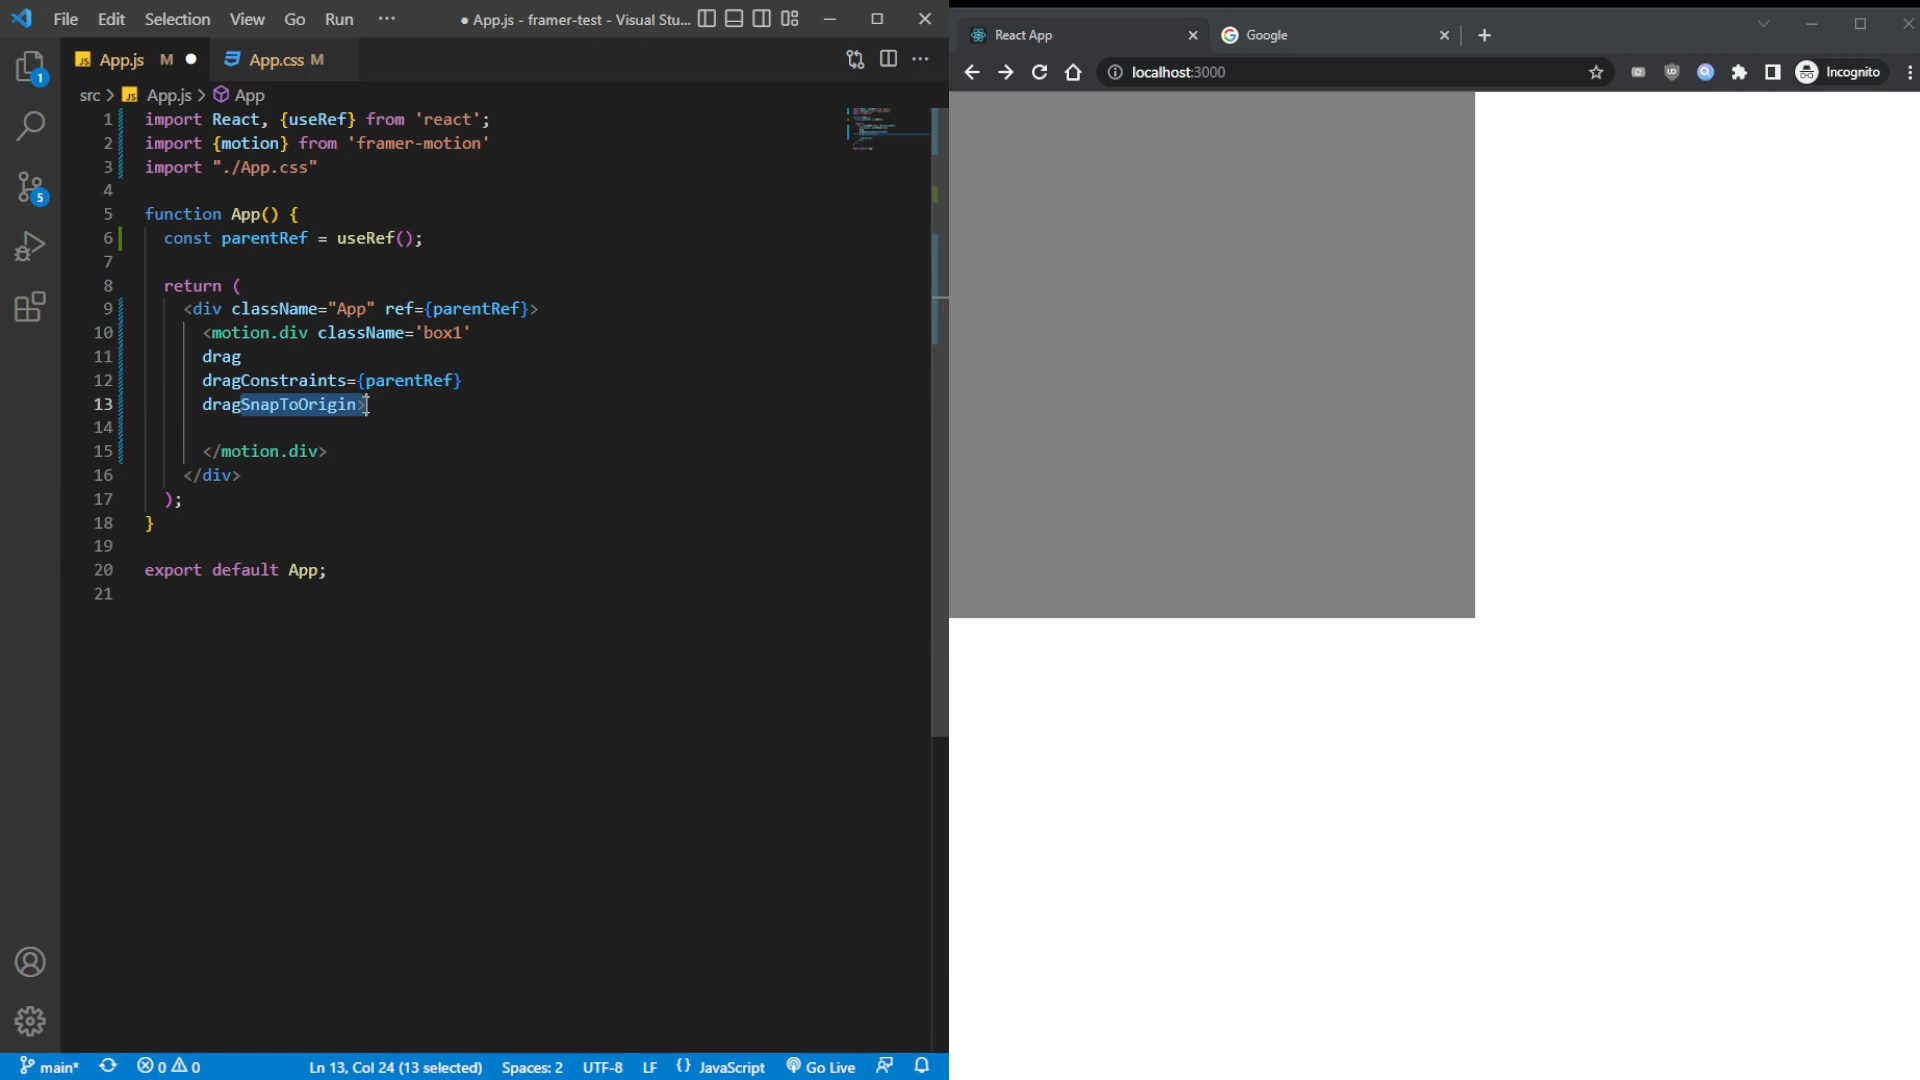 File Edit Selection View Go Run ··· ● App.js - framer-test - Visual Stu...
App.js M ● App.css M
src > App.js > App
1 import React, {useRef} from 'react';
2 import {motion} from 'framer-motion'
3 import "./App.css"
4
5 function App() {
6 const parentRef = useRef();
7
8 return (
9 <div className="App" ref={parentRef}>
10 <motion.div className='box1'
11 drag
12 dragConstraints={parentRef}
13 dragSnapToOrigin>
14
15 </motion.div>
16 </div>
17 );
18 }
19
20 export default App;
21
1
5
main* 0 0 Ln 13, Col 24 (13 selected) Spaces: 2 UTF-8 LF {} JavaScript Go Live
React App Google
localhost:3000 Incognito